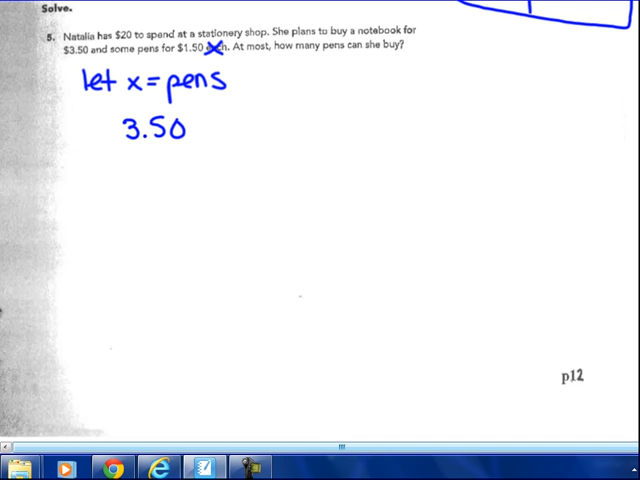 Solve.
5. Natalia has $20 to spend at a stationery shop. She plans to buy a notebook for
$3.50 and some pens for $1.50 each. At most, how many pens can she buy?
x
let x = pens
3.50
p12